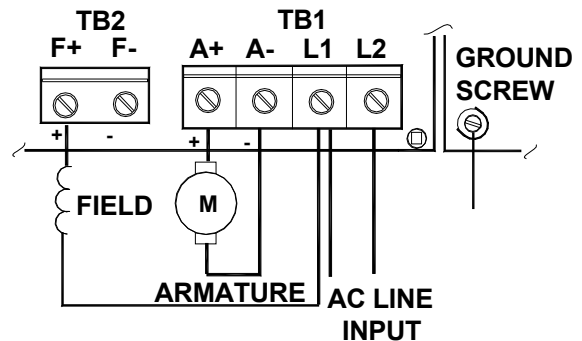 TB2
TB1
F+ F-
A+ A- L1 L2
GROUND
SCREW
+ - + -
FIELD
M
ARMATURE
AC LINE
INPUT